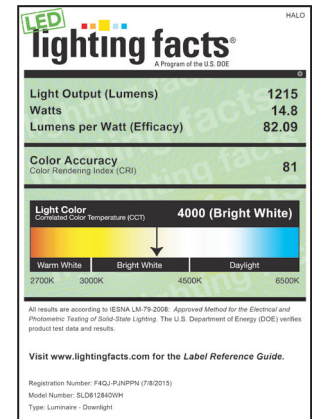 HALO
LED
lighting facts®
A Program of the U.S. DOE
Light Output (Lumens) 1215
Watts 14.8
Lumens per Watt (Efficacy) 82.09
Color Accuracy
Color Rendering Index (CRI) 81
Light Color
Correlated Color Temperature (CCT) 4000 (Bright White)
Warm White Bright White Daylight
2700K 3000K 4500K 6500K
All results are according to IESNA LM-79-2008: Approved Method for the Electrical and
Photometric Testing of Solid-State Lighting. The U.S. Department of Energy (DOE) verifies
product test data and results.
Visit www.lightingfacts.com for the Label Reference Guide.
Registration Number: F4QJ-PJNPPN (7/8/2015)
Model Number: SLD612840WH
Type: Luminaire - Downlight